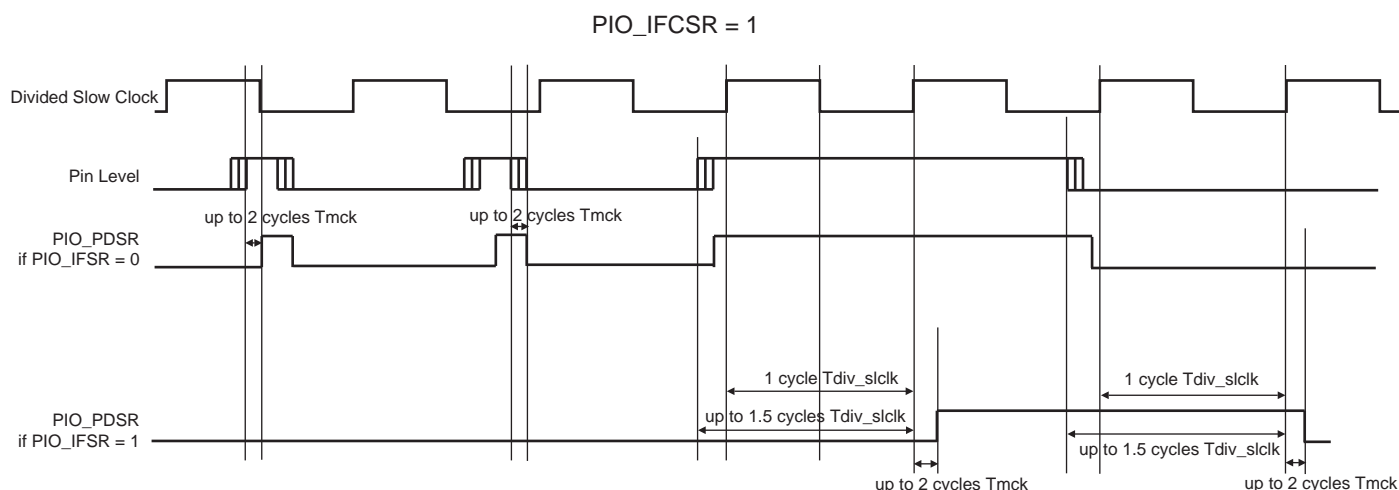 PIO_IFCSR = 1
Divided Slow Clock
Pin Level
up to 2 cycles Tmck
up to 2 cycles Tmck
PIO_PDSR
if PIO_IFSR = 0
1 cycle Tdiv_slclk
1 cycle Tdiv_slclk
PIO_PDSR
if PIO_IFSR = 1
up to 1.5 cycles Tdiv_slclk
up to 1.5 cycles Tdiv_slclk
up to 2 cycles Tmck
up to 2 cycles Tmck